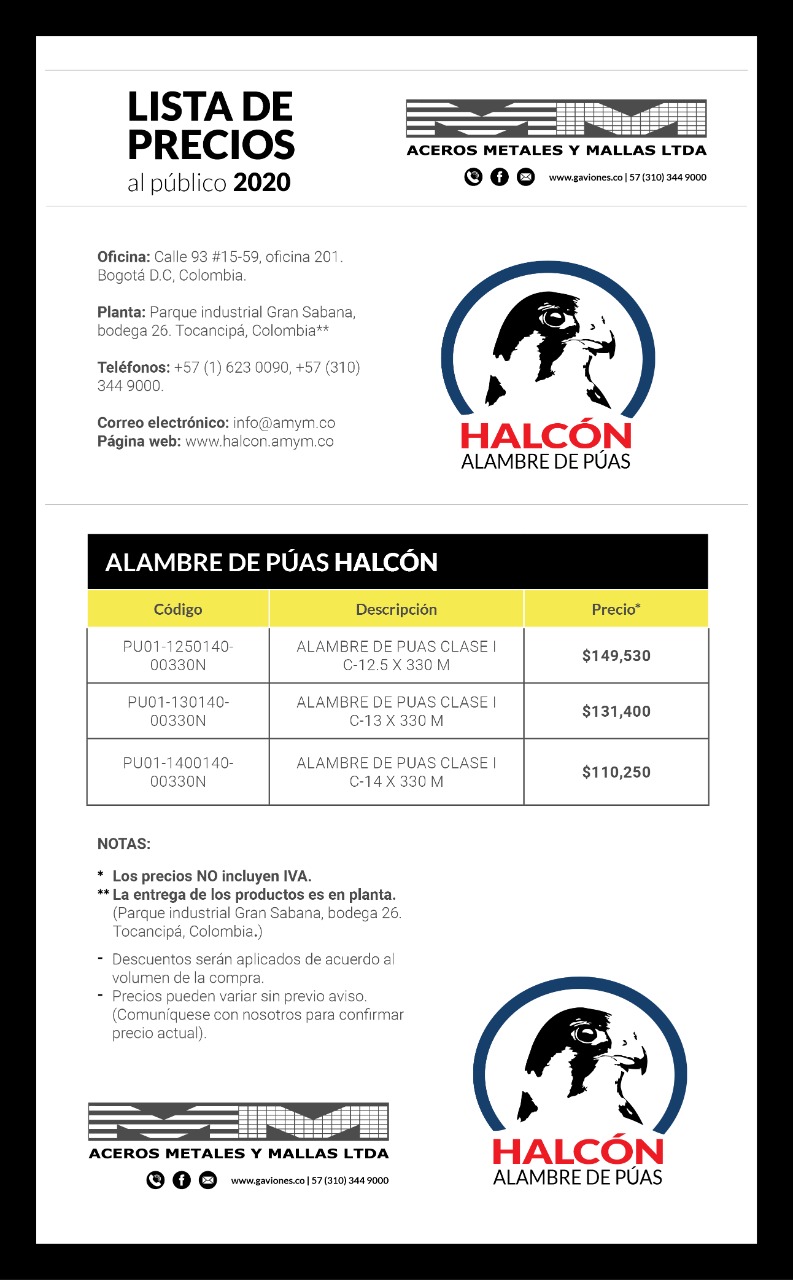 LISTA DE
PRECIOS
al público 2020
ACEROS METALES Y MALLAS LTDA
www.gaviones.co | 57 (310) 344 9000
Oficina: Calle 93 #15-59, oficina 201.
Bogotá D.C, Colombia.
Planta: Parque industrial Gran Sabana,
bodega 26. Tocancipá, Colombia**
Teléfonos: +57 (1) 623 0090, +57 (310)
344 9000.
Correo electrónico: info@amym.co
Página web: www.halcon.amym.co
HALCÓN
ALAMBRE DE PÚAS
ALAMBRE DE PÚAS HALCÓN
Código Descripción Precio*
PU01-1250140-
00330N
ALAMBRE DE PUAS CLASE I
C-12.5 X 330 M
$149,530
PU01-130140-
00330N
ALAMBRE DE PUAS CLASE I
C-13 X 330 M
$131,400
PU01-1400140-
00330N
ALAMBRE DE PUAS CLASE I
C-14 X 330 M
$110,250
NOTAS:
* Los precios NO incluyen IVA.
** La entrega de los productos es en planta.
(Parque industrial Gran Sabana, bodega 26.
Tocancipá, Colombia.)
- Descuentos serán aplicados de acuerdo al
volumen de la compra.
- Precios pueden variar sin previo aviso.
(Comuníquese con nosotros para confirmar
precio actual).
ACEROS METALES Y MALLAS LTDA
www.gaviones.co | 57 (310) 344 9000
HALCÓN
ALAMBRE DE PÚAS